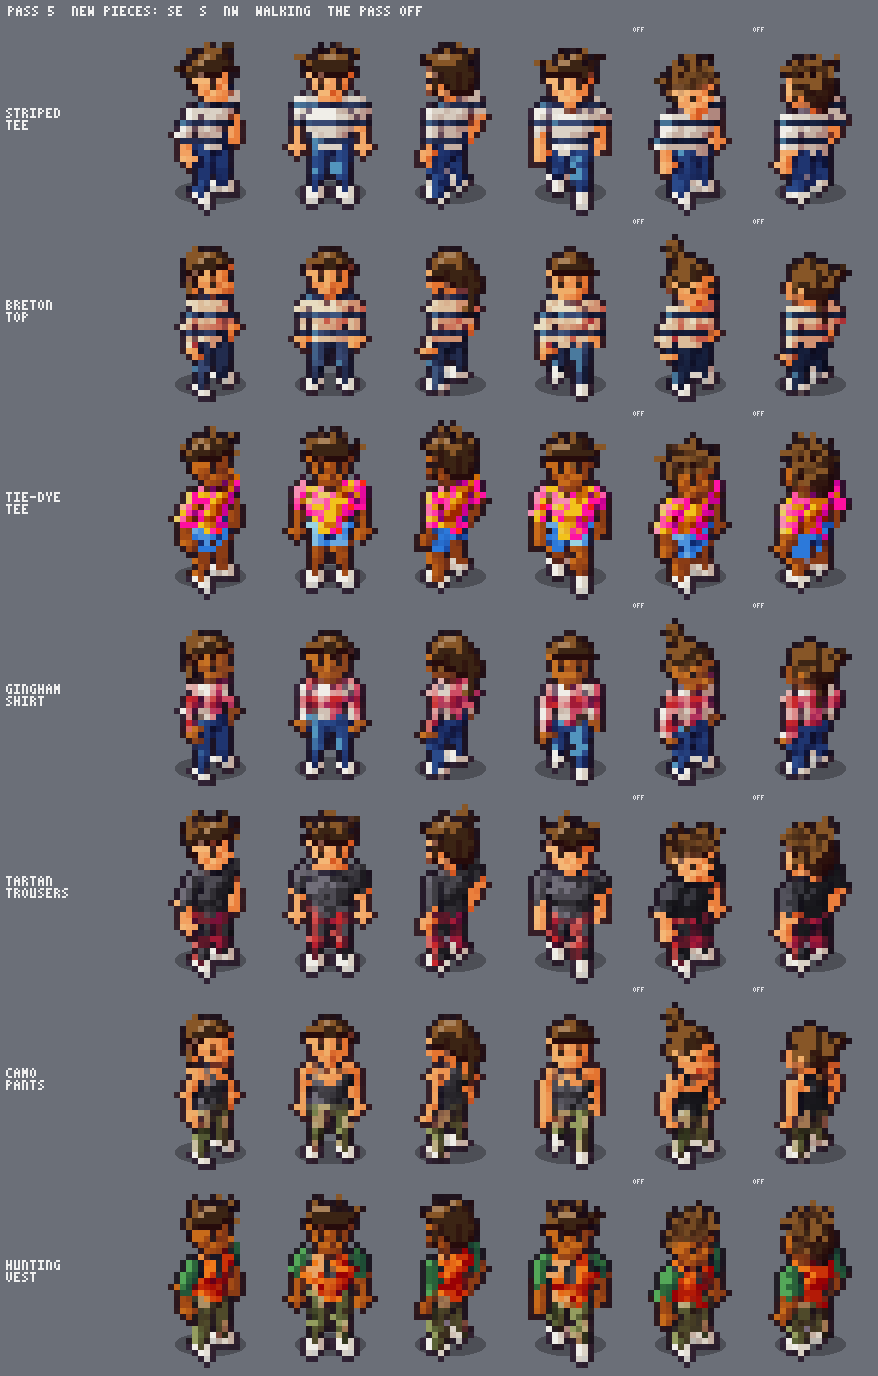 PASS 5  NEW PIECES: SE  S  NW  WALKING  THE PASS OFF
OFF OFF
STRIPED
TEE
OFF OFF
BRETON
TOP
OFF OFF
TIE-DYE
TEE
OFF OFF
GINGHAM
SHIRT
OFF OFF
TARTAN
TROUSERS
OFF OFF
CAMO
PANTS
OFF OFF
HUNTING
VEST